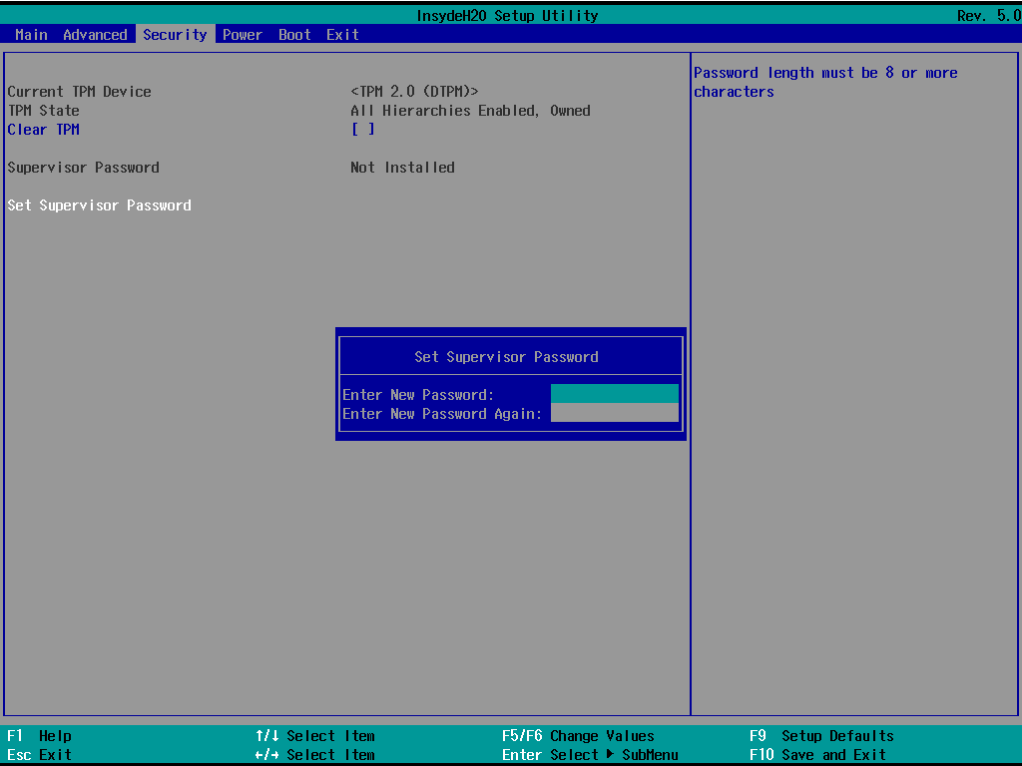 InsydeH20 Setup Utility Rev. 5.0
Main Advanced Security Power Boot Exit
Password length must be 8 or more
characters
Current TPM Device <TPM 2.0 (DTPM)>
TPM State All Hierarchies Enabled, Owned
Clear TPM [ ]
Supervisor Password Not Installed
Set Supervisor Password
Set Supervisor Password
Enter New Password:
Enter New Password Again:
F1 Help ↑/↓ Select Item F5/F6 Change Values F9 Setup Defaults
Esc Exit ←/→ Select Item Enter Select ▶ SubMenu F10 Save and Exit